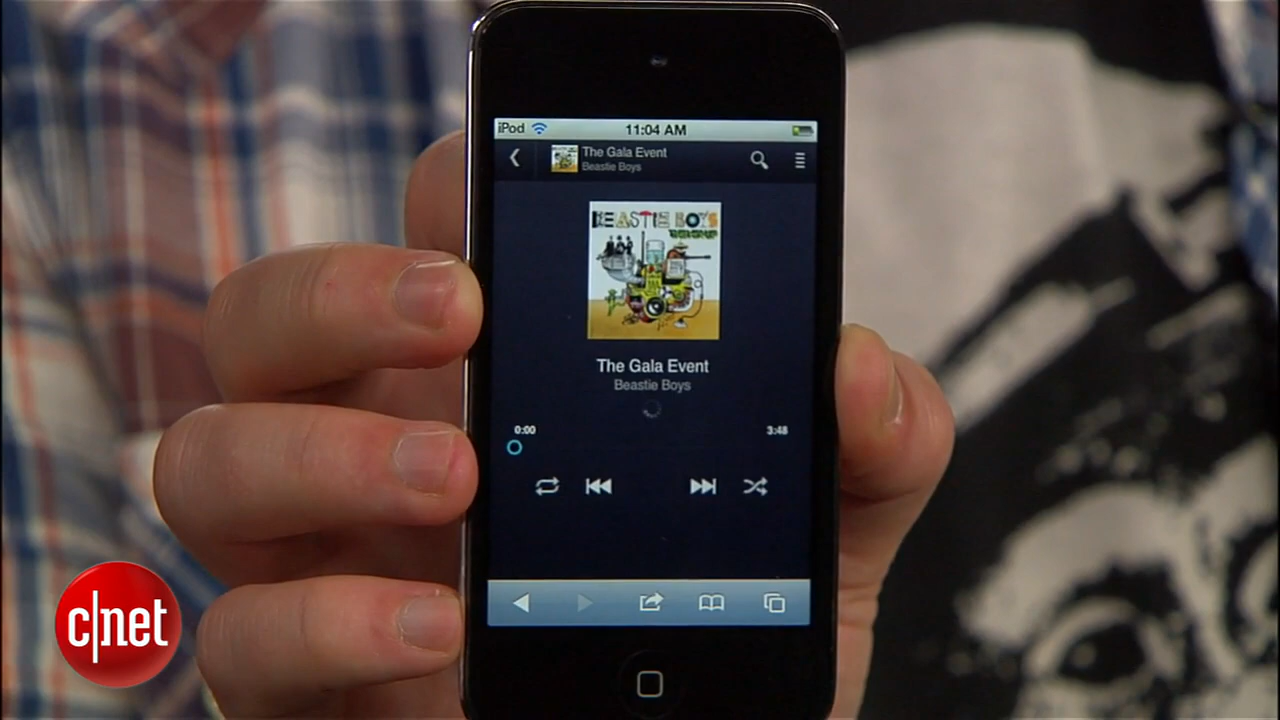 iPod 11:04 AM
The Gala Event
Beastie Boys
BEASTIE BOYS
The Gala Event
Beastie Boys
0:00 3:48
c|net